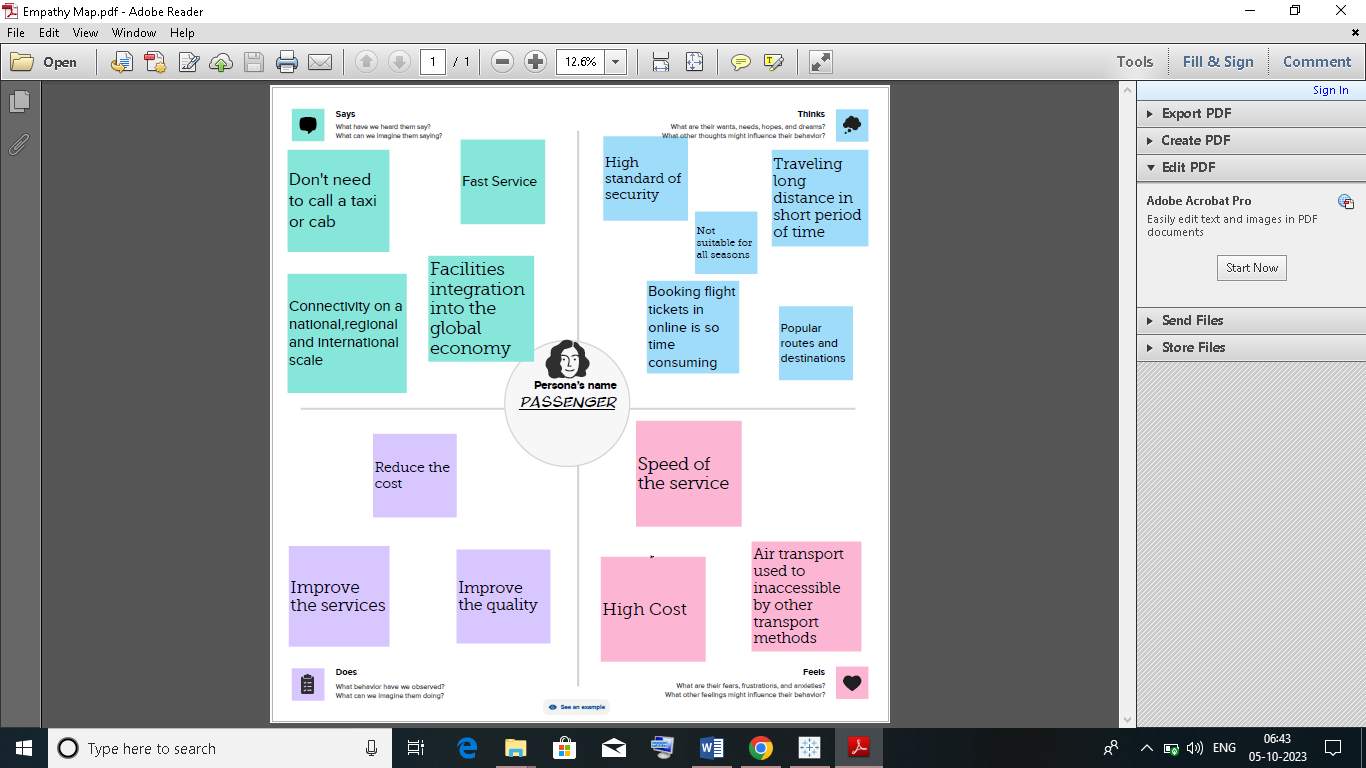 Empathy Map.pdf - Adobe Reader
File Edit View Window Help
Open
1 / 1
12.6%
Tools
Fill & Sign
Comment
Sign In
Export PDF
Create PDF
Edit PDF
Adobe Acrobat Pro
Easily edit text and images in PDF
documents
Start Now
Send Files
Store Files
Says
What have we heard them say?
What can we imagine them saying?
Don't need
to call a taxi
or cab
Fast Service
Connectivity on a
national,regional
and international
scale
Facilities
integration
into the
global
economy
Thinks
What are their wants, needs, hopes, and dreams?
What other thoughts might influence their behavior?
High
standard of
security
Traveling
long
distance in
short period
of time
Not
suitable for
all seasons
Booking flight
tickets in
online is so
time
consuming
Popular
routes and
destinations
Persona's name
PASSENGER
Reduce the
cost
Improve
the services
Improve
the quality
Does
What behavior have we observed?
What can we imagine them doing?
Speed of
the service
High Cost
Air transport
used to
inaccessible
by other
transport
methods
Feels
What are their fears, frustrations, and anxieties?
What other feelings might influence their behavior?
See an example
Type here to search
ENG
06:43
05-10-2023